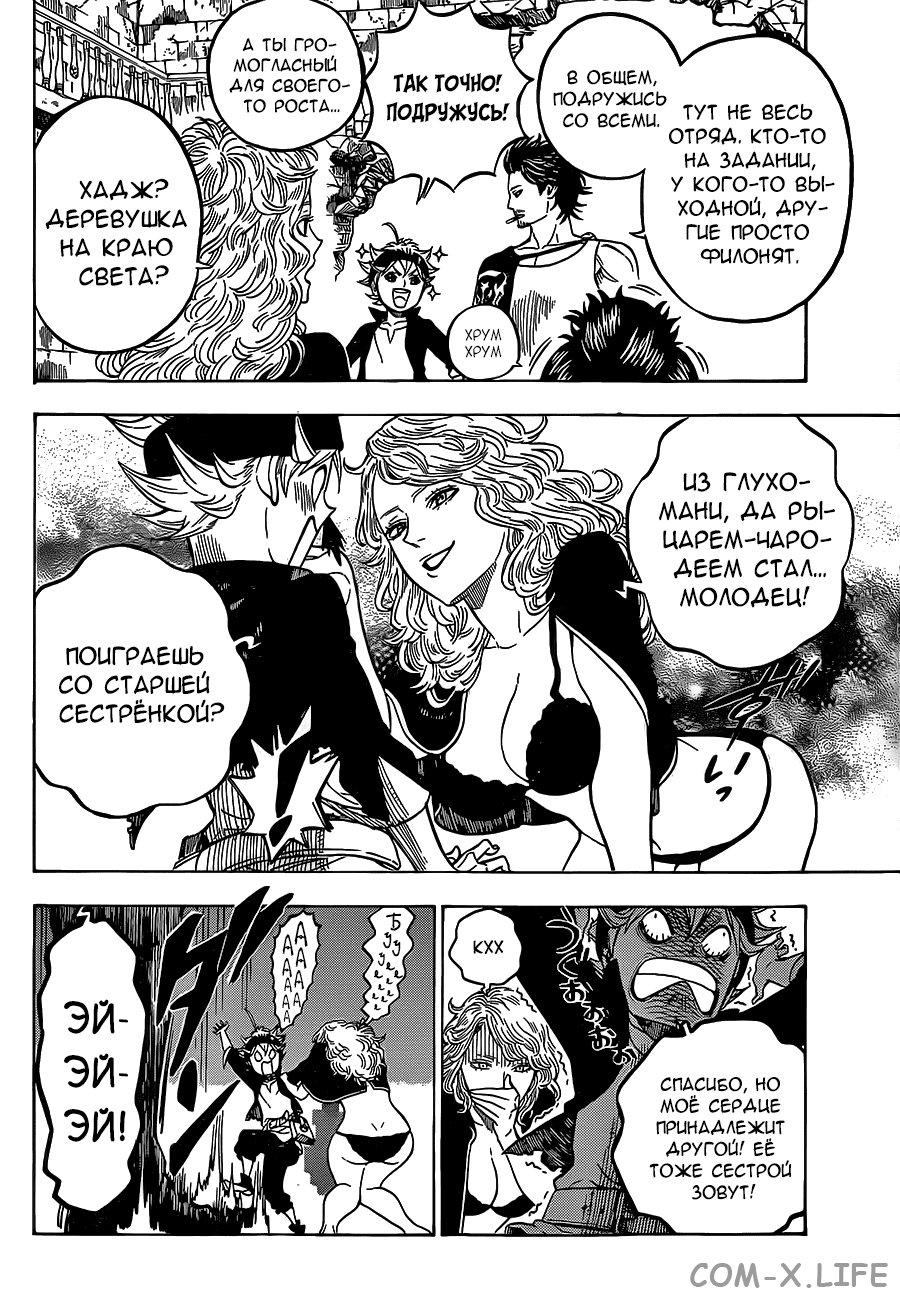 ТУТ НЕ ВЕСЬ
ОТРЯД. КТО-ТО
НА ЗАДАНИИ,
У КОГО-ТО ВЫ-
ХОДНОЙ, ДРУ-
ГИЕ ПРОСТО
ФИЛОНЯТ.
В ОБЩЕМ,
ПОДРУЖИСЬ
СО ВСЕМИ.
ТАК ТОЧНО!
ПОДРУЖУСЬ!
А ТЫ ГРО-
МОГЛАСНЫЙ
ДЛЯ СВОЕГО-
ТО РОСТА...
ХРУМ
ХРУМ
ХАДЖ?
ДЕРЕВУШКА
НА КРАЮ
СВЕТА?
ИЗ ГЛУХО-
МАНИ, ДА РЫ-
ЦАРЕМ-ЧАРО-
ДЕЕМ СТАЛ...
МОЛОДЕЦ!
ПОИГРАЕШЬ
СО СТАРШЕЙ
СЕСТРЁНКОЙ?
КХХ
СПАСИБО, НО
МОЁ СЕРДЦЕ
ПРИНАДЛЕЖИТ
ДРУГОЙ! ЕЁ
ТОЖЕ СЕСТРОЙ
ЗОВУТ!
АААА
ААААА
ЭЙ-
ЭЙ-
ЭЙ!
COM-X.LIFE